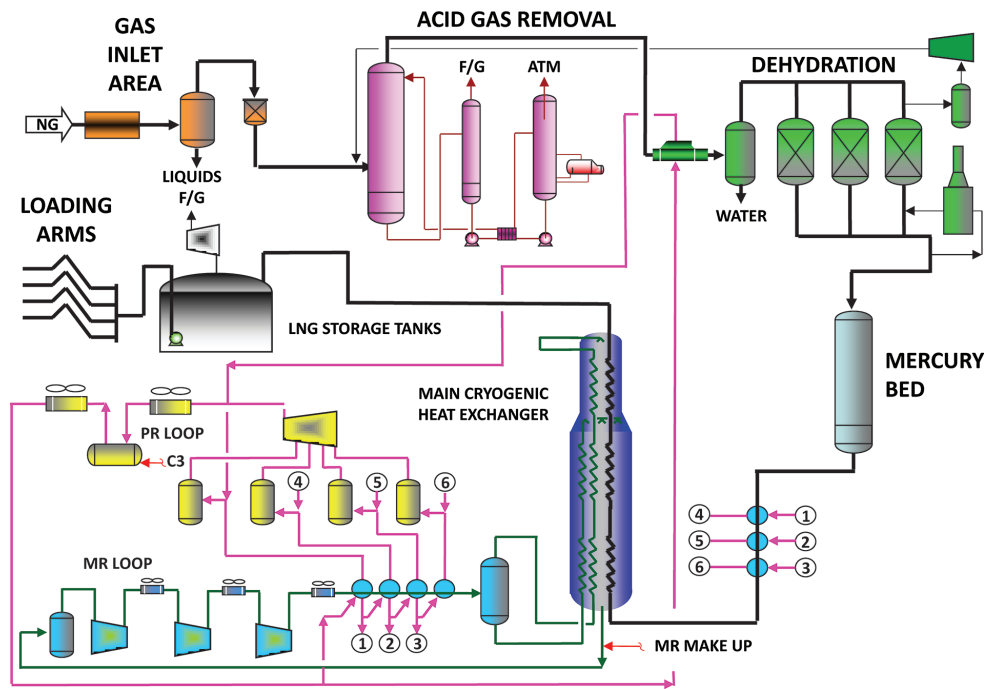 ACID GAS REMOVAL
GAS
INLET
AREA
F/G
ATM
DEHYDRATION
NG
LIQUIDS
F/G
WATER
LOADING
ARMS
LNG STORAGE TANKS
MERCURY
BED
MAIN CRYOGENIC
HEAT EXCHANGER
PR LOOP
C3
4
5
6
4
1
5
2
6
3
MR LOOP
1
2
3
MR MAKE UP